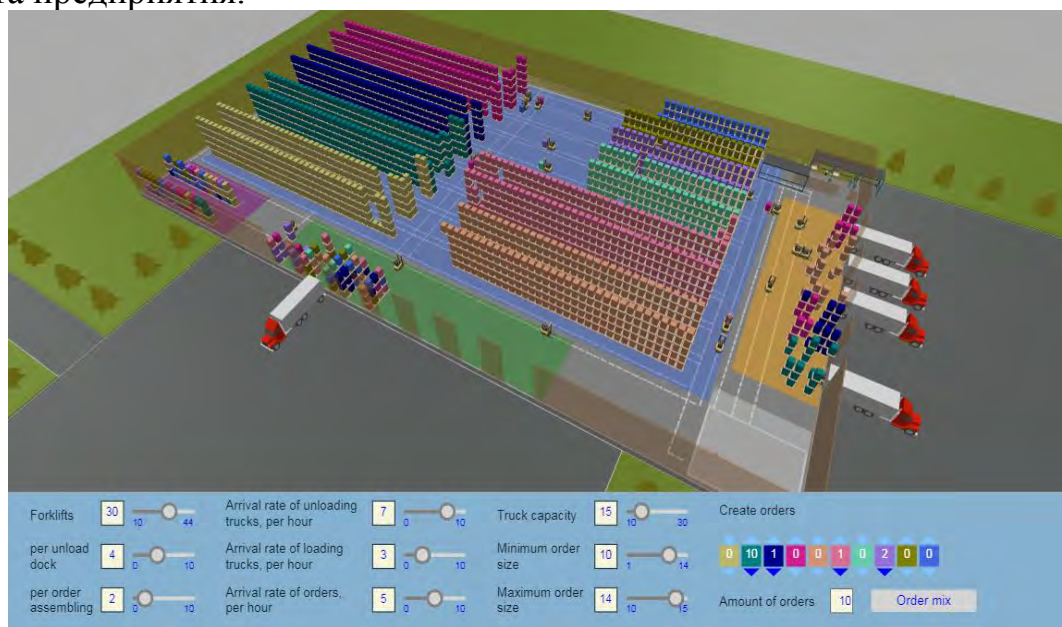 та предприятия.
Forklifts 30 10 44
Arrival rate of unloading trucks, per hour 7 0 10
Truck capacity 15 10 30
Create orders
per unload dock 4 0 10
Arrival rate of loading trucks, per hour 3 0 10
Minimum order size 10 1 14
0 10 1 0 0 1 0 2 0 0
per order assembling 2 0 10
Arrival rate of orders, per hour 5 0 10
Maximum order size 14 10 15
Amount of orders 10 Order mix